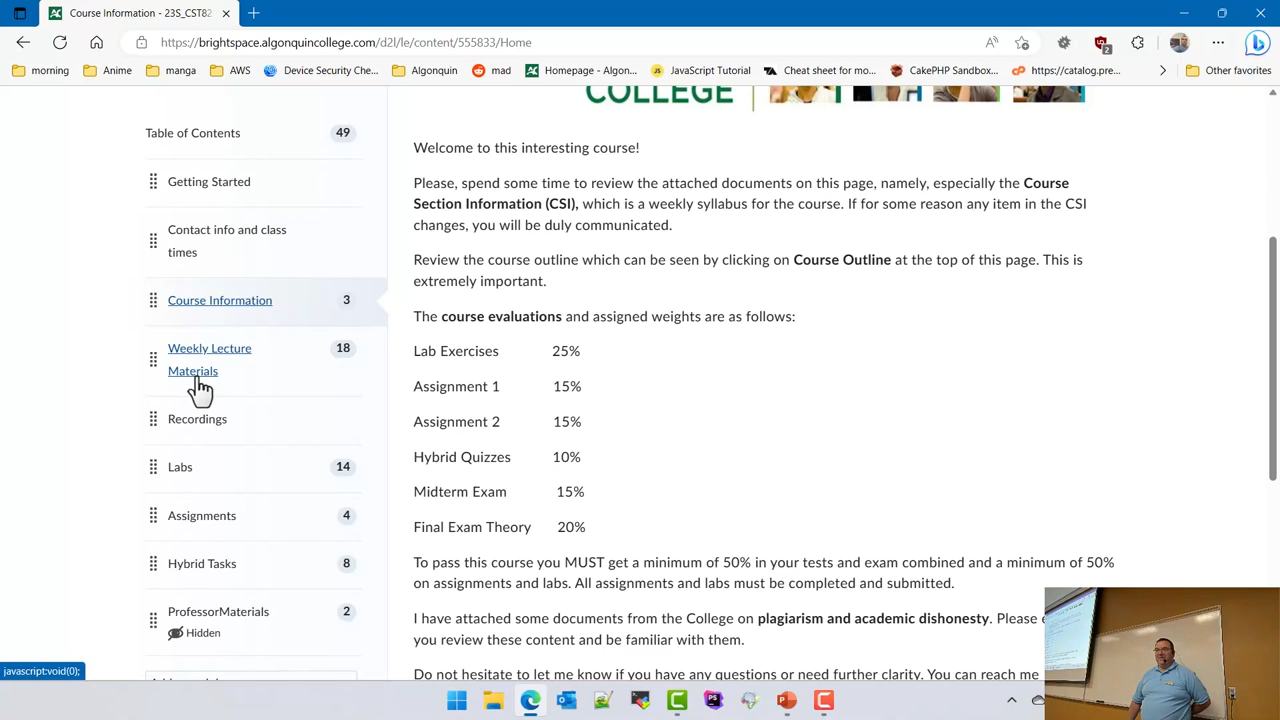 Course Information - 23S_CST82
https://brightspace.algonquincollege.com/d2l/le/content/555833/Home
2
morning
Anime
manga
AWS
Device Security Che...
Algonquin
mad
Homepage - Algon...
JavaScript Tutorial
Cheat sheet for mo...
CakePHP Sandbox...
https://catalog.pre...
Other favorites
COLLEGE
Table of Contents 49
Getting Started
Contact info and class
times
Course Information 3
Weekly Lecture 18
Materials
Recordings
Labs 14
Assignments 4
Hybrid Tasks 8
ProfessorMaterials 2
Hidden
Welcome to this interesting course!
Please, spend some time to review the attached documents on this page, namely, especially the Course
Section Information (CSI), which is a weekly syllabus for the course. If for some reason any item in the CSI
changes, you will be duly communicated.
Review the course outline which can be seen by clicking on Course Outline at the top of this page. This is
extremely important.
The course evaluations and assigned weights are as follows:
Lab Exercises 25%
Assignment 1 15%
Assignment 2 15%
Hybrid Quizzes 10%
Midterm Exam 15%
Final Exam Theory 20%
To pass this course you MUST get a minimum of 50% in your tests and exam combined and a minimum of 50%
on assignments and labs. All assignments and labs must be completed and submitted.
I have attached some documents from the College on plagiarism and academic dishonesty. Please
you review these content and be familiar with them.
Do not hesitate to let me know if you have any questions or need further clarity. You can reach me
javascript:void(0);
PS